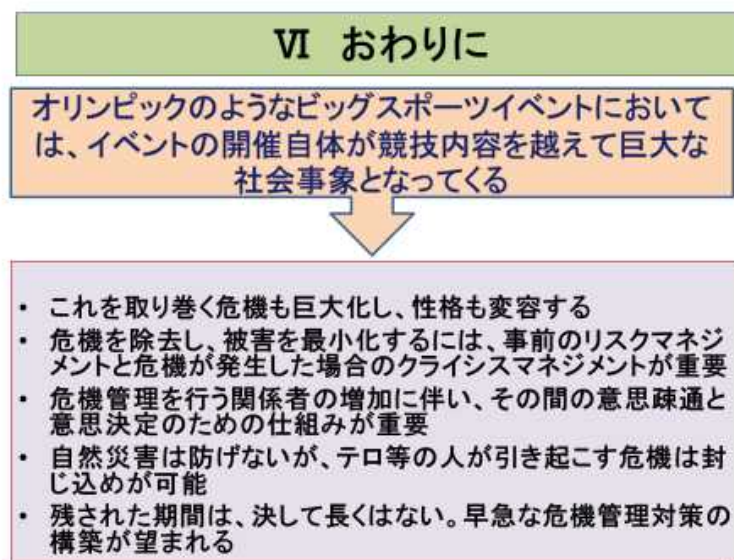 Ⅵ　おわりに
オリンピックのようなビッグスポーツイベントにおいて
は、イベントの開催自体が競技内容を越えて巨大な
社会事象となってくる
・ これを取り巻く危機も巨大化し、性格も変容する
・ 危機を除去し、被害を最小化するには、事前のリスクマネジ
メントと危機が発生した場合のクライシスマネジメントが重要
・ 危機管理を行う関係者の増加に伴い、その間の意思疎通と
意思決定のための仕組みが重要
・ 自然災害は防げないが、テロ等の人が引き起こす危機は封
じ込めが可能
・ 残された期間は、決して長くはない。早急な危機管理対策の
構築が望まれる